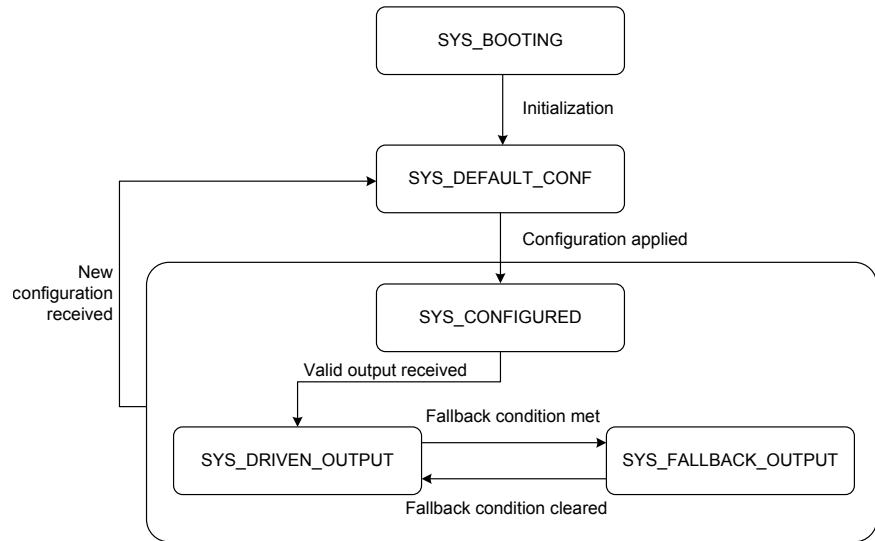 SYS_BOOTING
Initialization
SYS_DEFAULT_CONF
Configuration applied
New
configuration
received
SYS_CONFIGURED
Valid output received
Fallback condition met
SYS_DRIVEN_OUTPUT
SYS_FALLBACK_OUTPUT
Fallback condition cleared